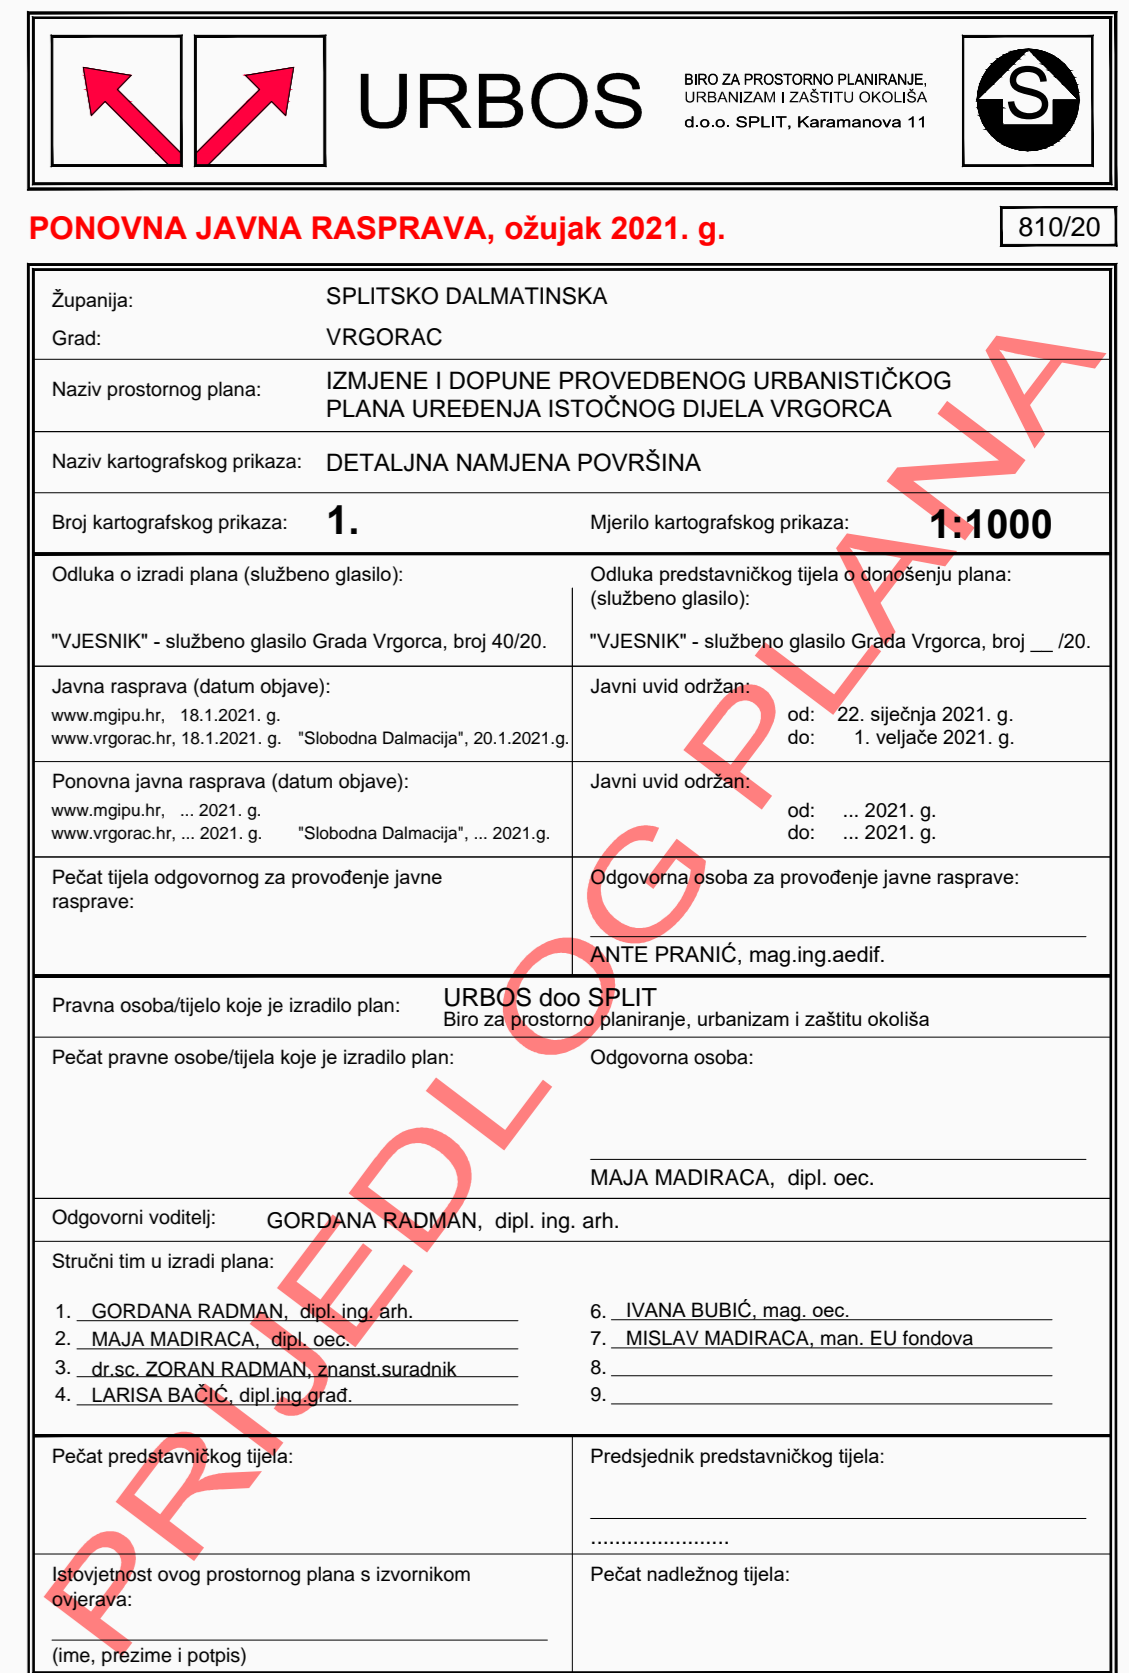 URBOS
BIRO ZA PROSTORNO PLANIRANJE,
URBANIZAM I ZAŠTITU OKOLIŠA
d.o.o. SPLIT, Karamanova 11
S
PONOVNA JAVNA RASPRAVA, ožujak 2021. g.
810/20
Županija: SPLITSKO DALMATINSKA
Grad: VRGORAC
Naziv prostornog plana: IZMJENE I DOPUNE PROVEDBENOG URBANISTIČKOG
PLANA UREĐENJA ISTOČNOG DIJELA VRGORCA
Naziv kartografskog prikaza: DETALJNA NAMJENA POVRŠINA
Broj kartografskog prikaza: 1. Mjerilo kartografskog prikaza: 1:1000
Odluka o izradi plana (službeno glasilo):
"VJESNIK" - službeno glasilo Grada Vrgorca, broj 40/20.
Odluka predstavničkog tijela o donošenju plana:
(službeno glasilo):
"VJESNIK" - službeno glasilo Grada Vrgorca, broj __ /20.
Javna rasprava (datum objave):
www.mgipu.hr, 18.1.2021. g.
www.vrgorac.hr, 18.1.2021. g. "Slobodna Dalmacija", 20.1.2021.g.
Javni uvid održan:
od: 22. siječnja 2021. g.
do: 1. veljače 2021. g.
Ponovna javna rasprava (datum objave):
www.mgipu.hr, ... 2021. g.
www.vrgorac.hr, ... 2021. g. "Slobodna Dalmacija", ... 2021.g.
Javni uvid održan:
od: ... 2021. g.
do: ... 2021. g.
Pečat tijela odgovornog za provođenje javne
rasprave:
Odgovorna osoba za provođenje javne rasprave:
ANTE PRANIĆ, mag.ing.aedif.
Pravna osoba/tijelo koje je izradilo plan: URBOS doo SPLIT
Biro za prostorno planiranje, urbanizam i zaštitu okoliša
Pečat pravne osobe/tijela koje je izradilo plan:
Odgovorna osoba:
MAJA MADIRACA, dipl. oec.
Odgovorni voditelj: GORDANA RADMAN, dipl. ing. arh.
Stručni tim u izradi plana:
1. GORDANA RADMAN, dipl. ing. arh.
2. MAJA MADIRACA, dipl. oec.
3. dr.sc. ZORAN RADMAN, znanst.suradnik
4. LARISA BAČIĆ, dipl.ing.građ.
6. IVANA BUBIĆ, mag. oec.
7. MISLAV MADIRACA, man. EU fondova
8.
9.
Pečat predstavničkog tijela:
Predsjednik predstavničkog tijela:
.......................
Istovjetnost ovog prostornog plana s izvornikom
ovjerava:
(ime, prezime i potpis)
Pečat nadležnog tijela:
PRIJEDLOG PLANA